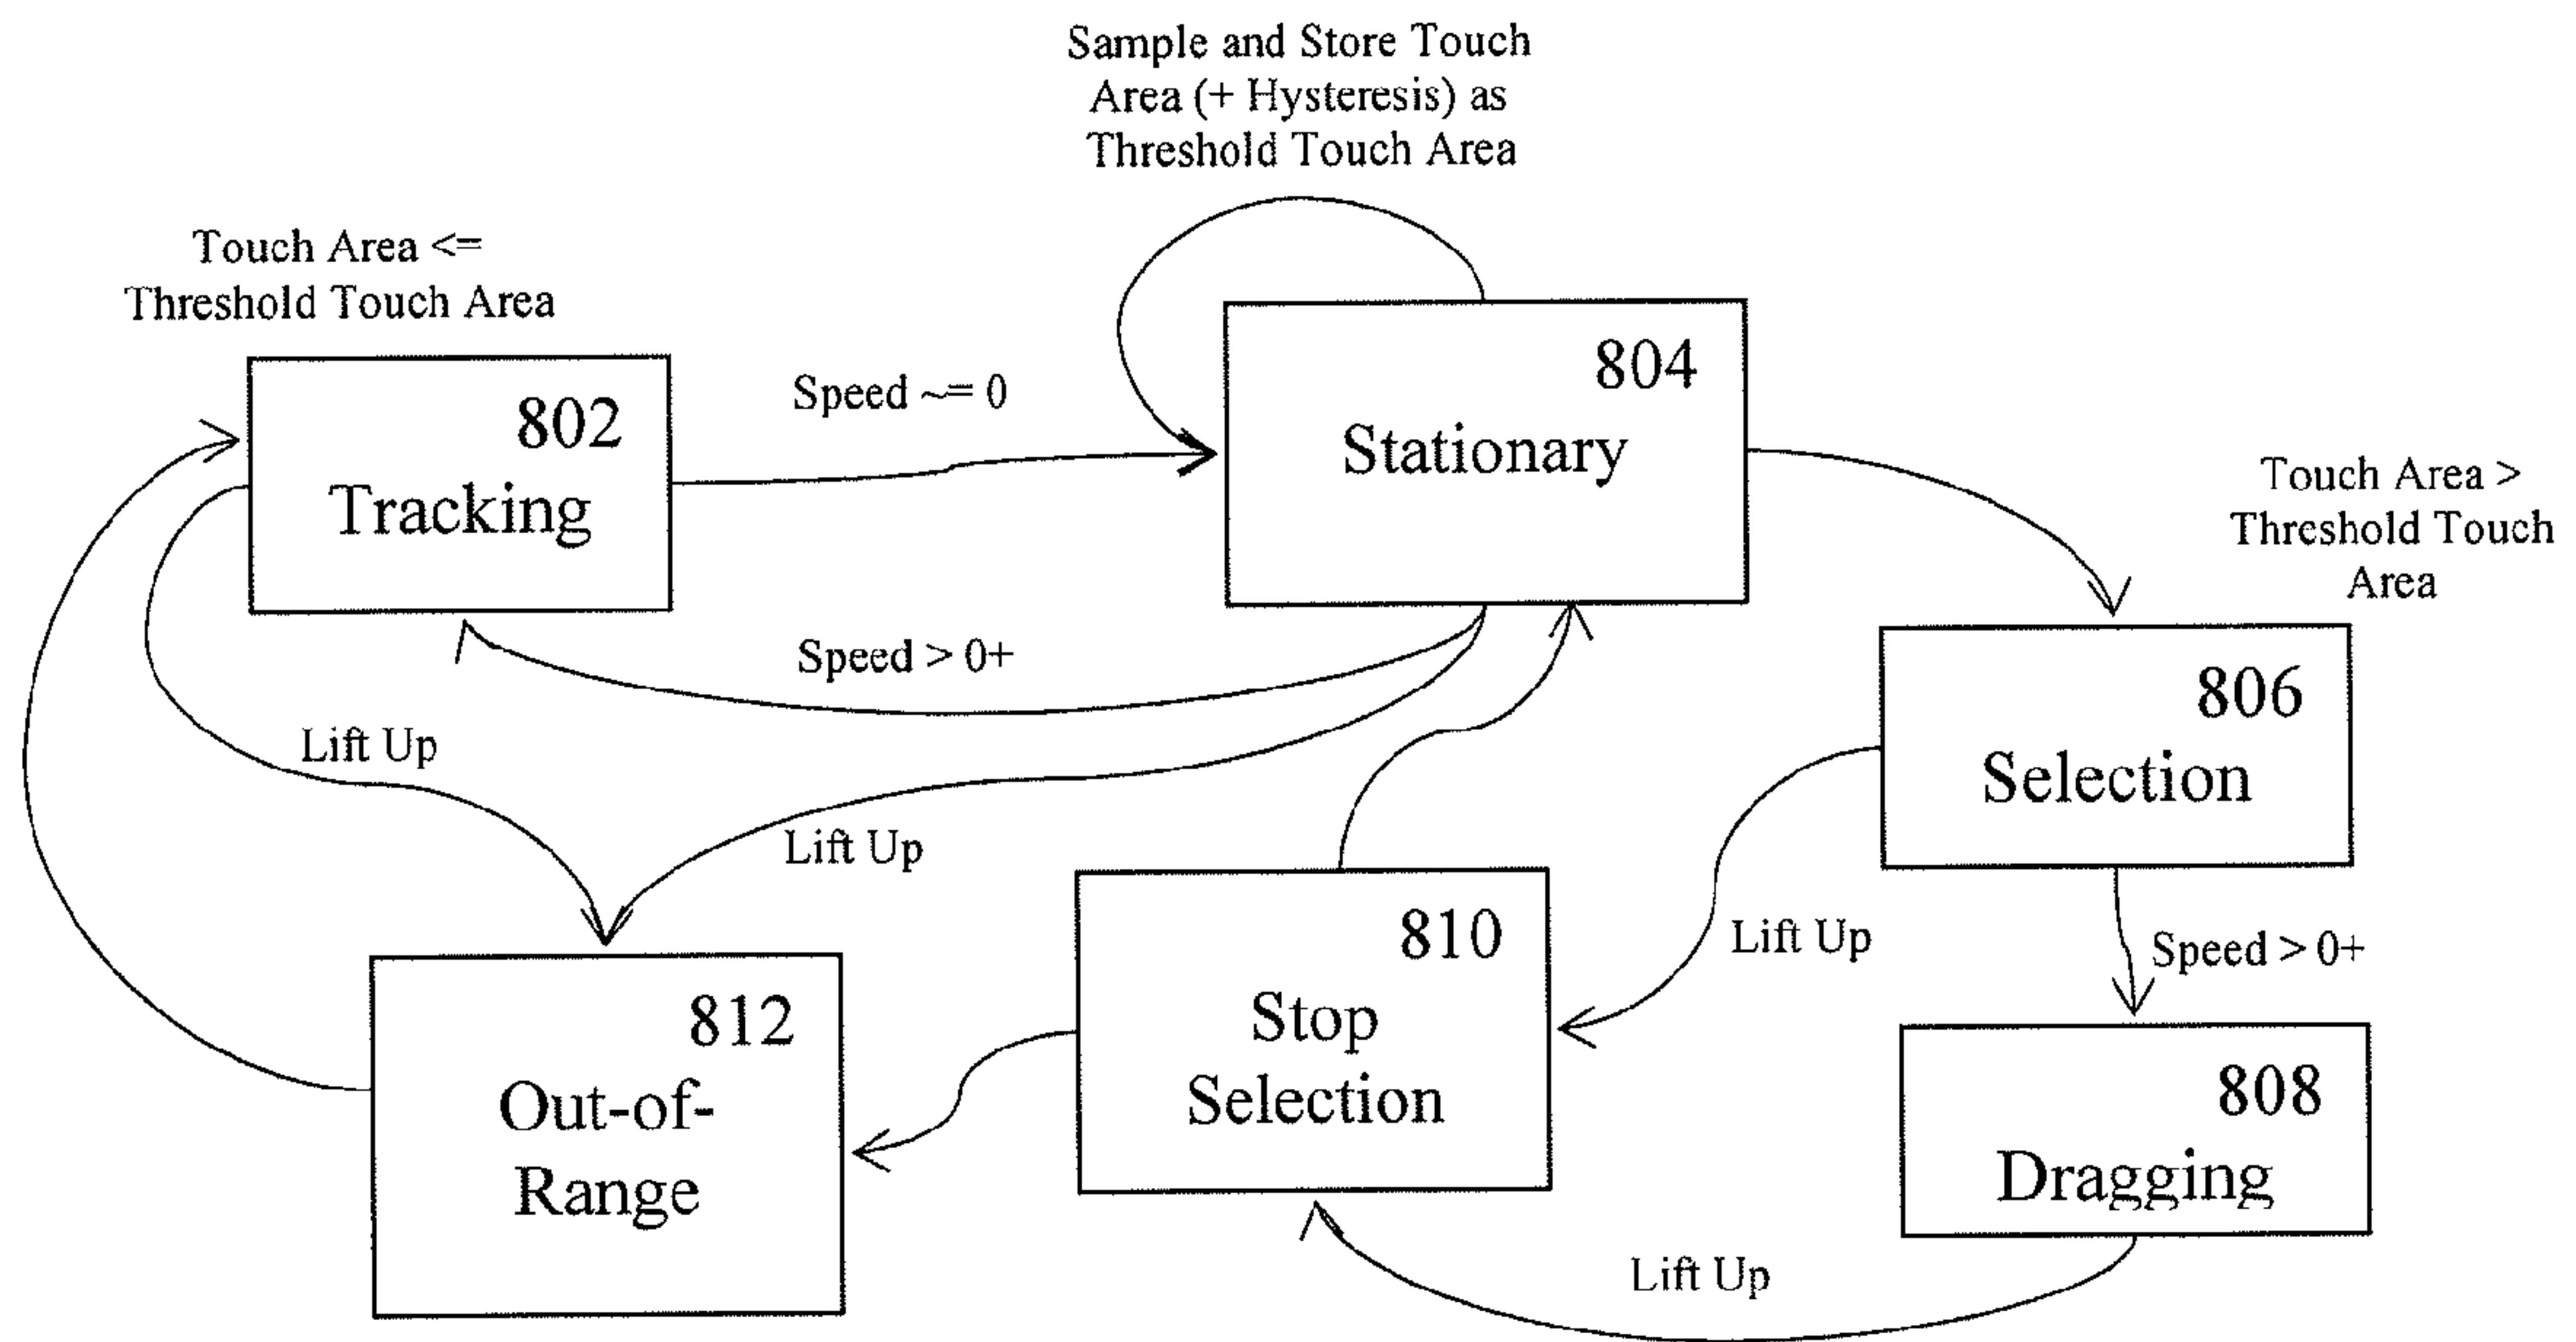 Sample and Store Touch
Area (+ Hysteresis) as
Threshold Touch Area
Touch Area <=
Threshold Touch Area
802
Tracking
Speed ~= 0
804
Stationary
Touch Area >
Threshold Touch
Area
Speed > 0+
806
Selection
Lift Up
Lift Up
810
Stop
Selection
Lift Up
Speed > 0+
812
Out-of-
Range
808
Dragging
Lift Up